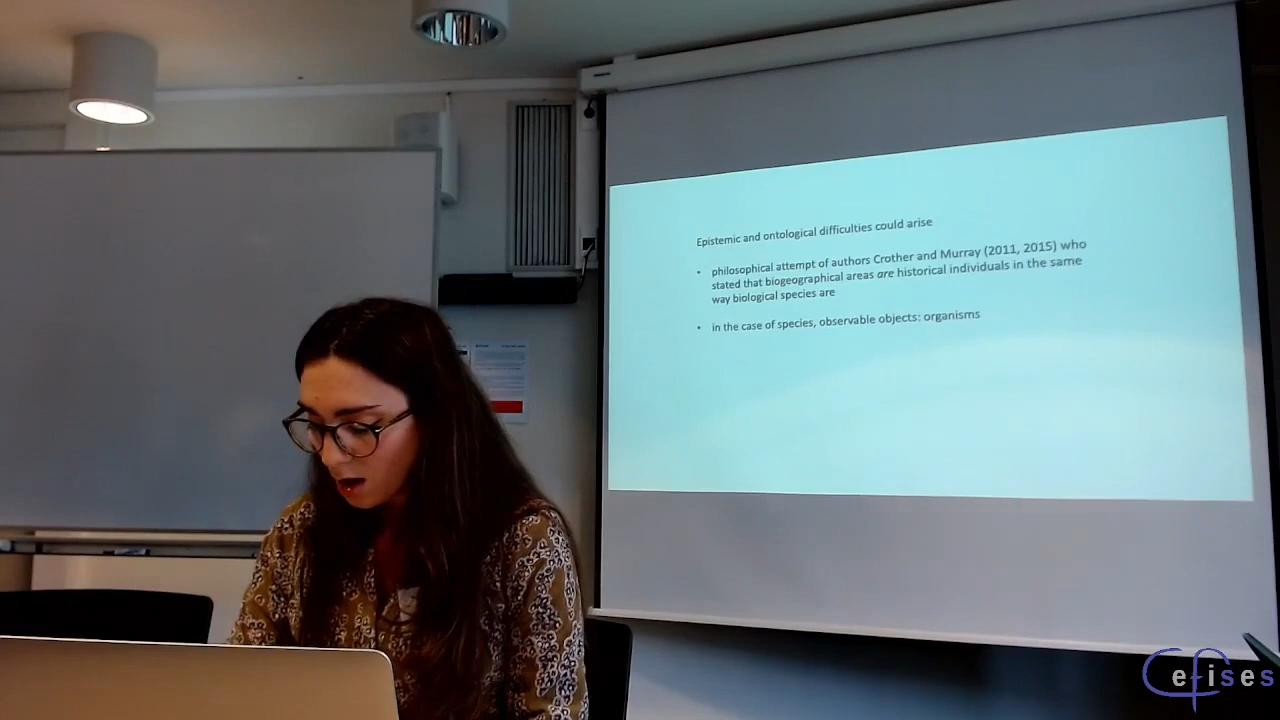 Epistemic and ontological difficulties could arise
• philosophical attempt of authors Crother and Murray (2011, 2015) who
stated that biogeographical areas are historical individuals in the same
way biological species are
• in the case of species, observable objects: organisms
Cefises